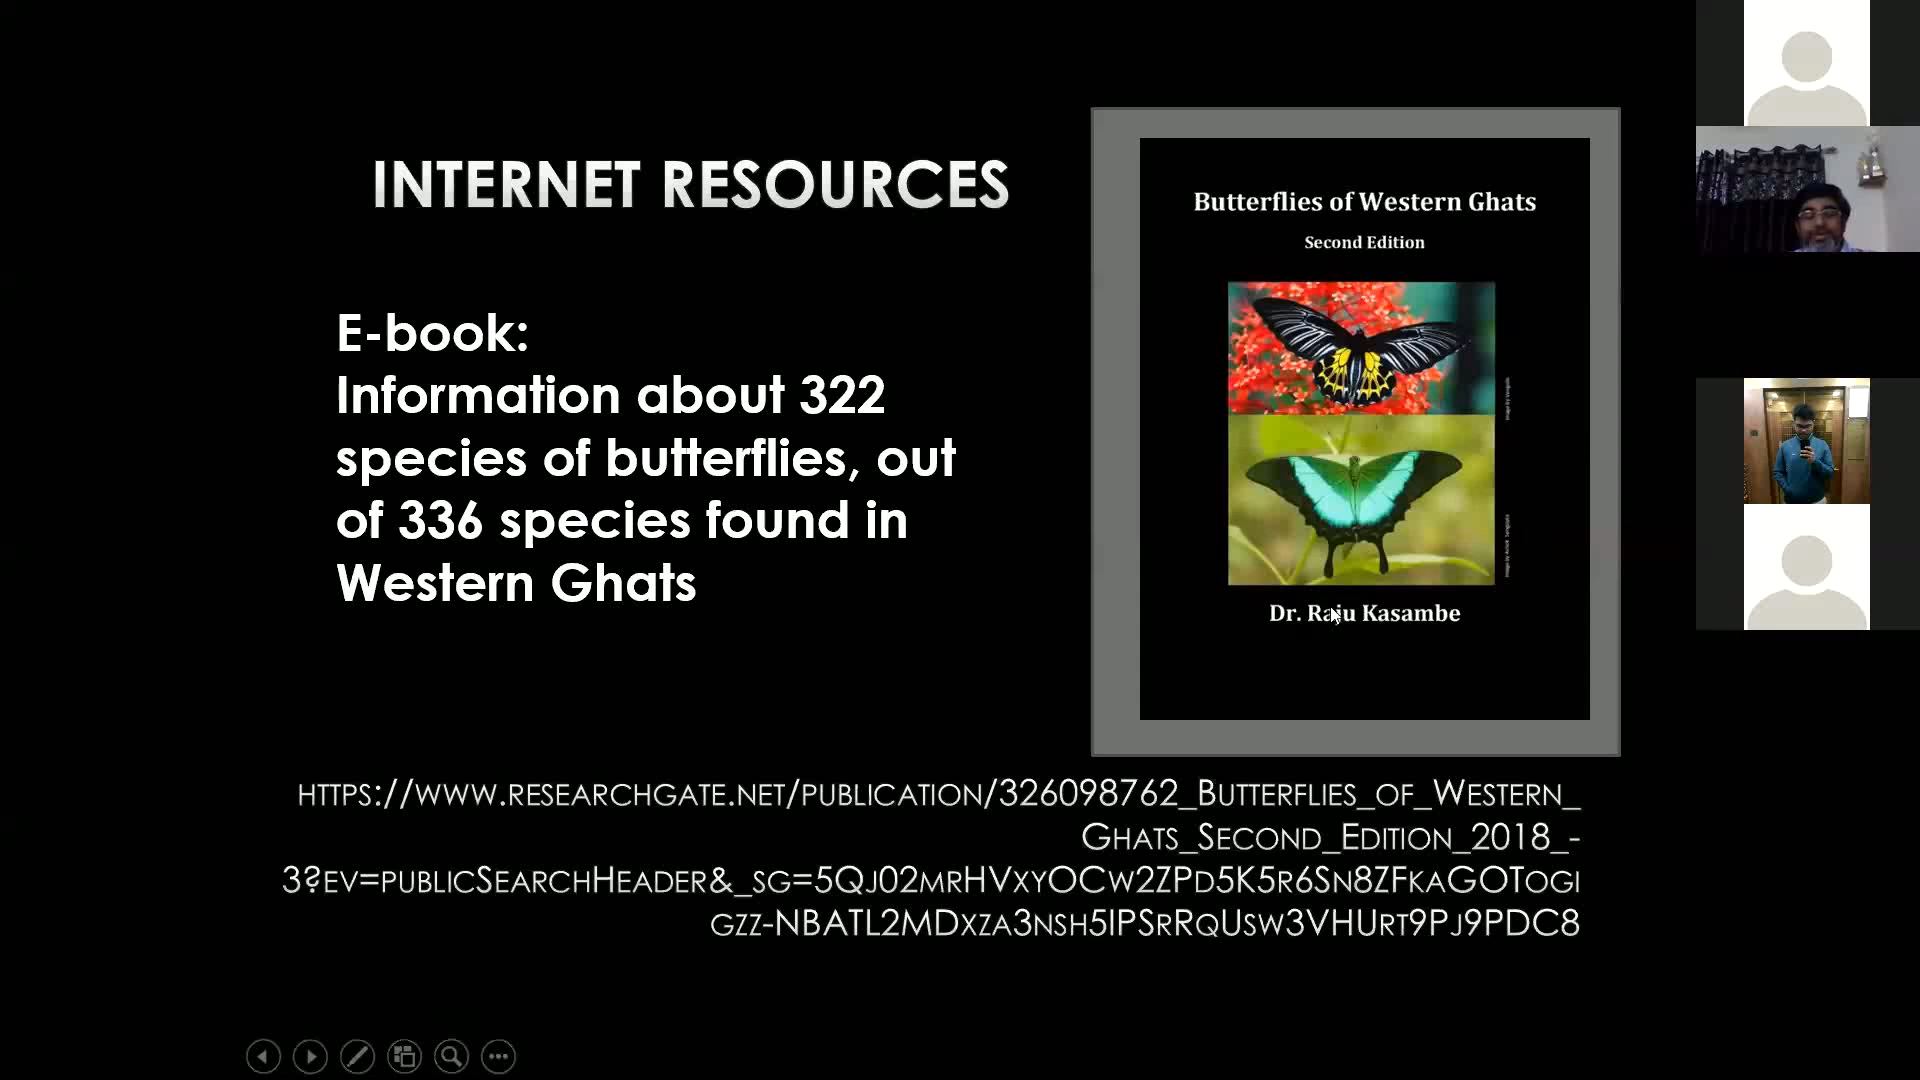 INTERNET RESOURCES
E-book:
Information about 322
species of butterflies, out
of 336 species found in
Western Ghats
Butterflies of Western Ghats
Second Edition
Dr. Raju Kasambe
HTTPS://WWW.RESEARCHGATE.NET/PUBLICATION/326098762_BUTTERFLIES_OF_WESTERN_
GHATS_SECOND_EDITION_2018_-
3?EV=PUBLICSEARCHHEADER&_SG=5QJ02MRHVXYOCW2ZPD5K5R6SN8ZFKAGOTOGI
GZZ-NBATL2MDXZA3NSH5IPSRRQUSW3VHURT9PJ9PDC8